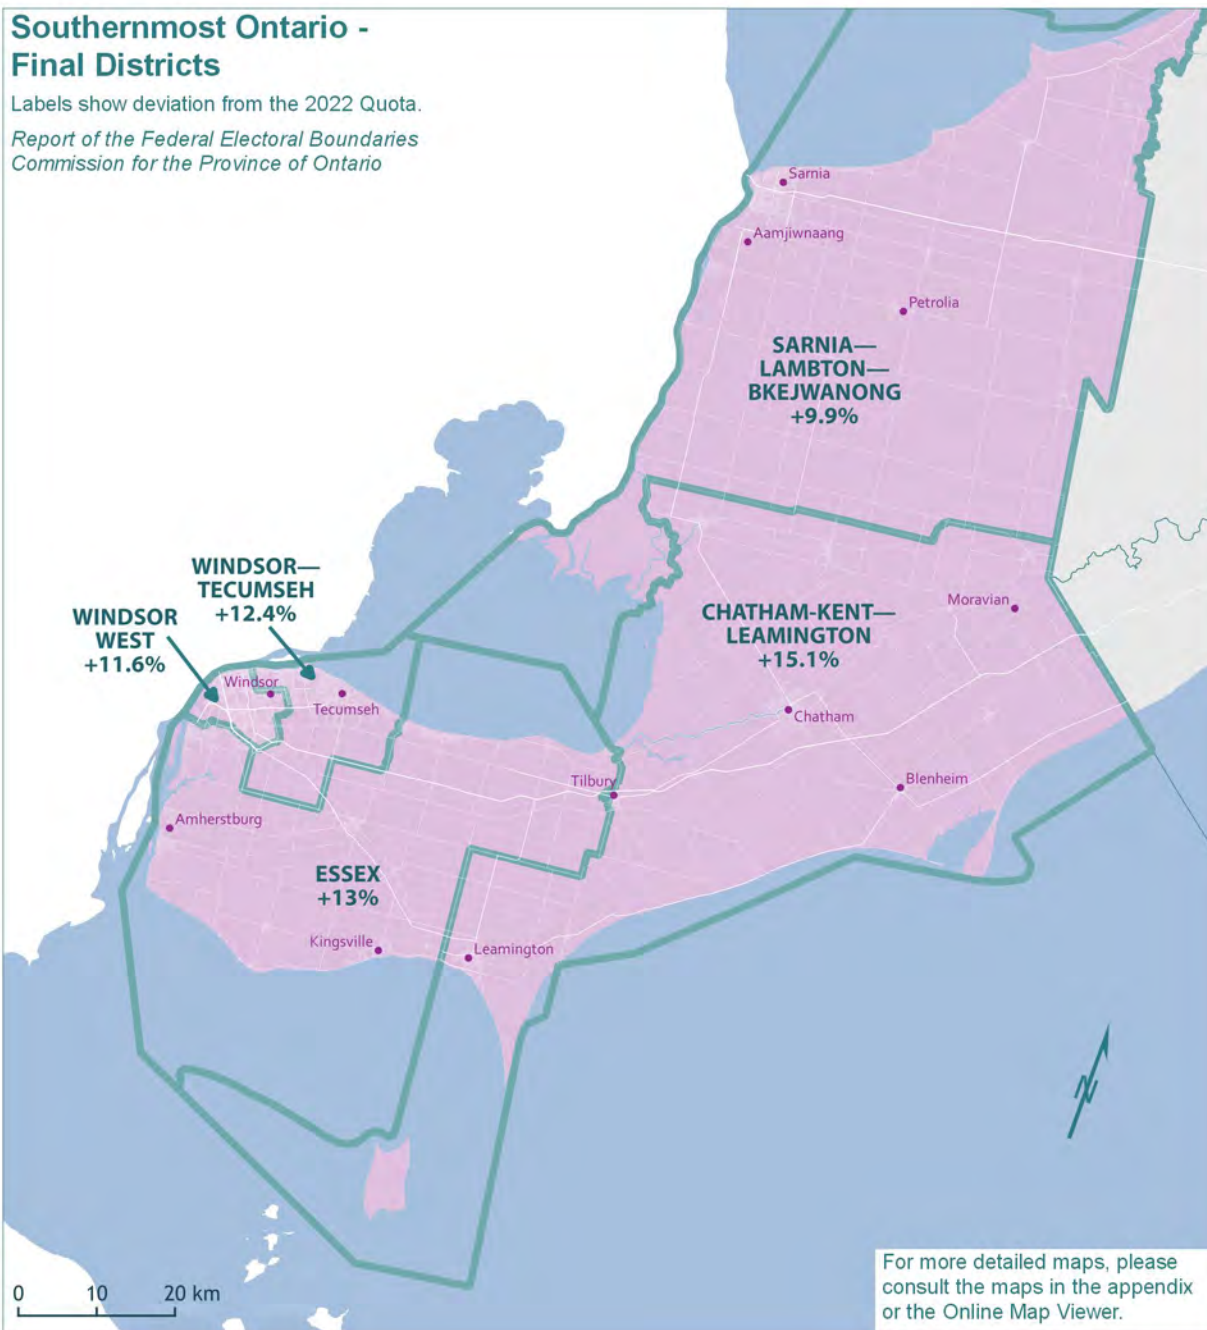 Southernmost Ontario -
Final Districts
Labels show deviation from the 2022 Quota.
Report of the Federal Electoral Boundaries
Commission for the Province of Ontario
Sarnia
Aamjiwnaang
Petrolia
SARNIA—
LAMBTON—
BKEJWANONG
+9.9%
WINDSOR—
TECUMSEH
+12.4%
WINDSOR
WEST
+11.6%
Moravian
CHATHAM-KENT—
LEAMINGTON
+15.1%
Windsor
Tecumseh
Chatham
Tilbury
Blenheim
Amherstburg
ESSEX
+13%
Kingsville
Leamington
N
For more detailed maps, please
consult the maps in the appendix
or the Online Map Viewer.
0 10 20 km